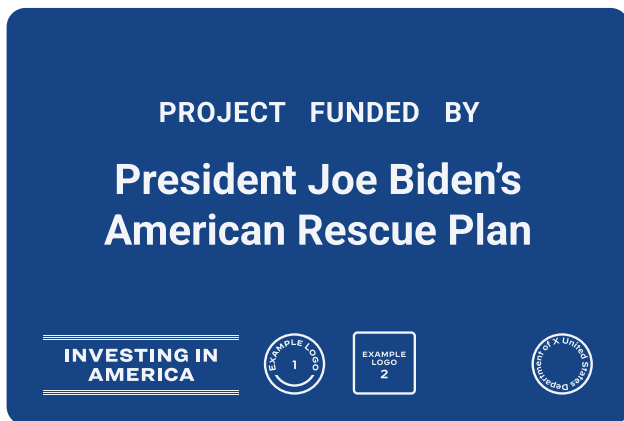 PROJECT FUNDED BY
President Joe Biden’s
American Rescue Plan
INVESTING IN
AMERICA
EXAMPLE LOGO
1
EXAMPLE
LOGO
2
Department of X United States